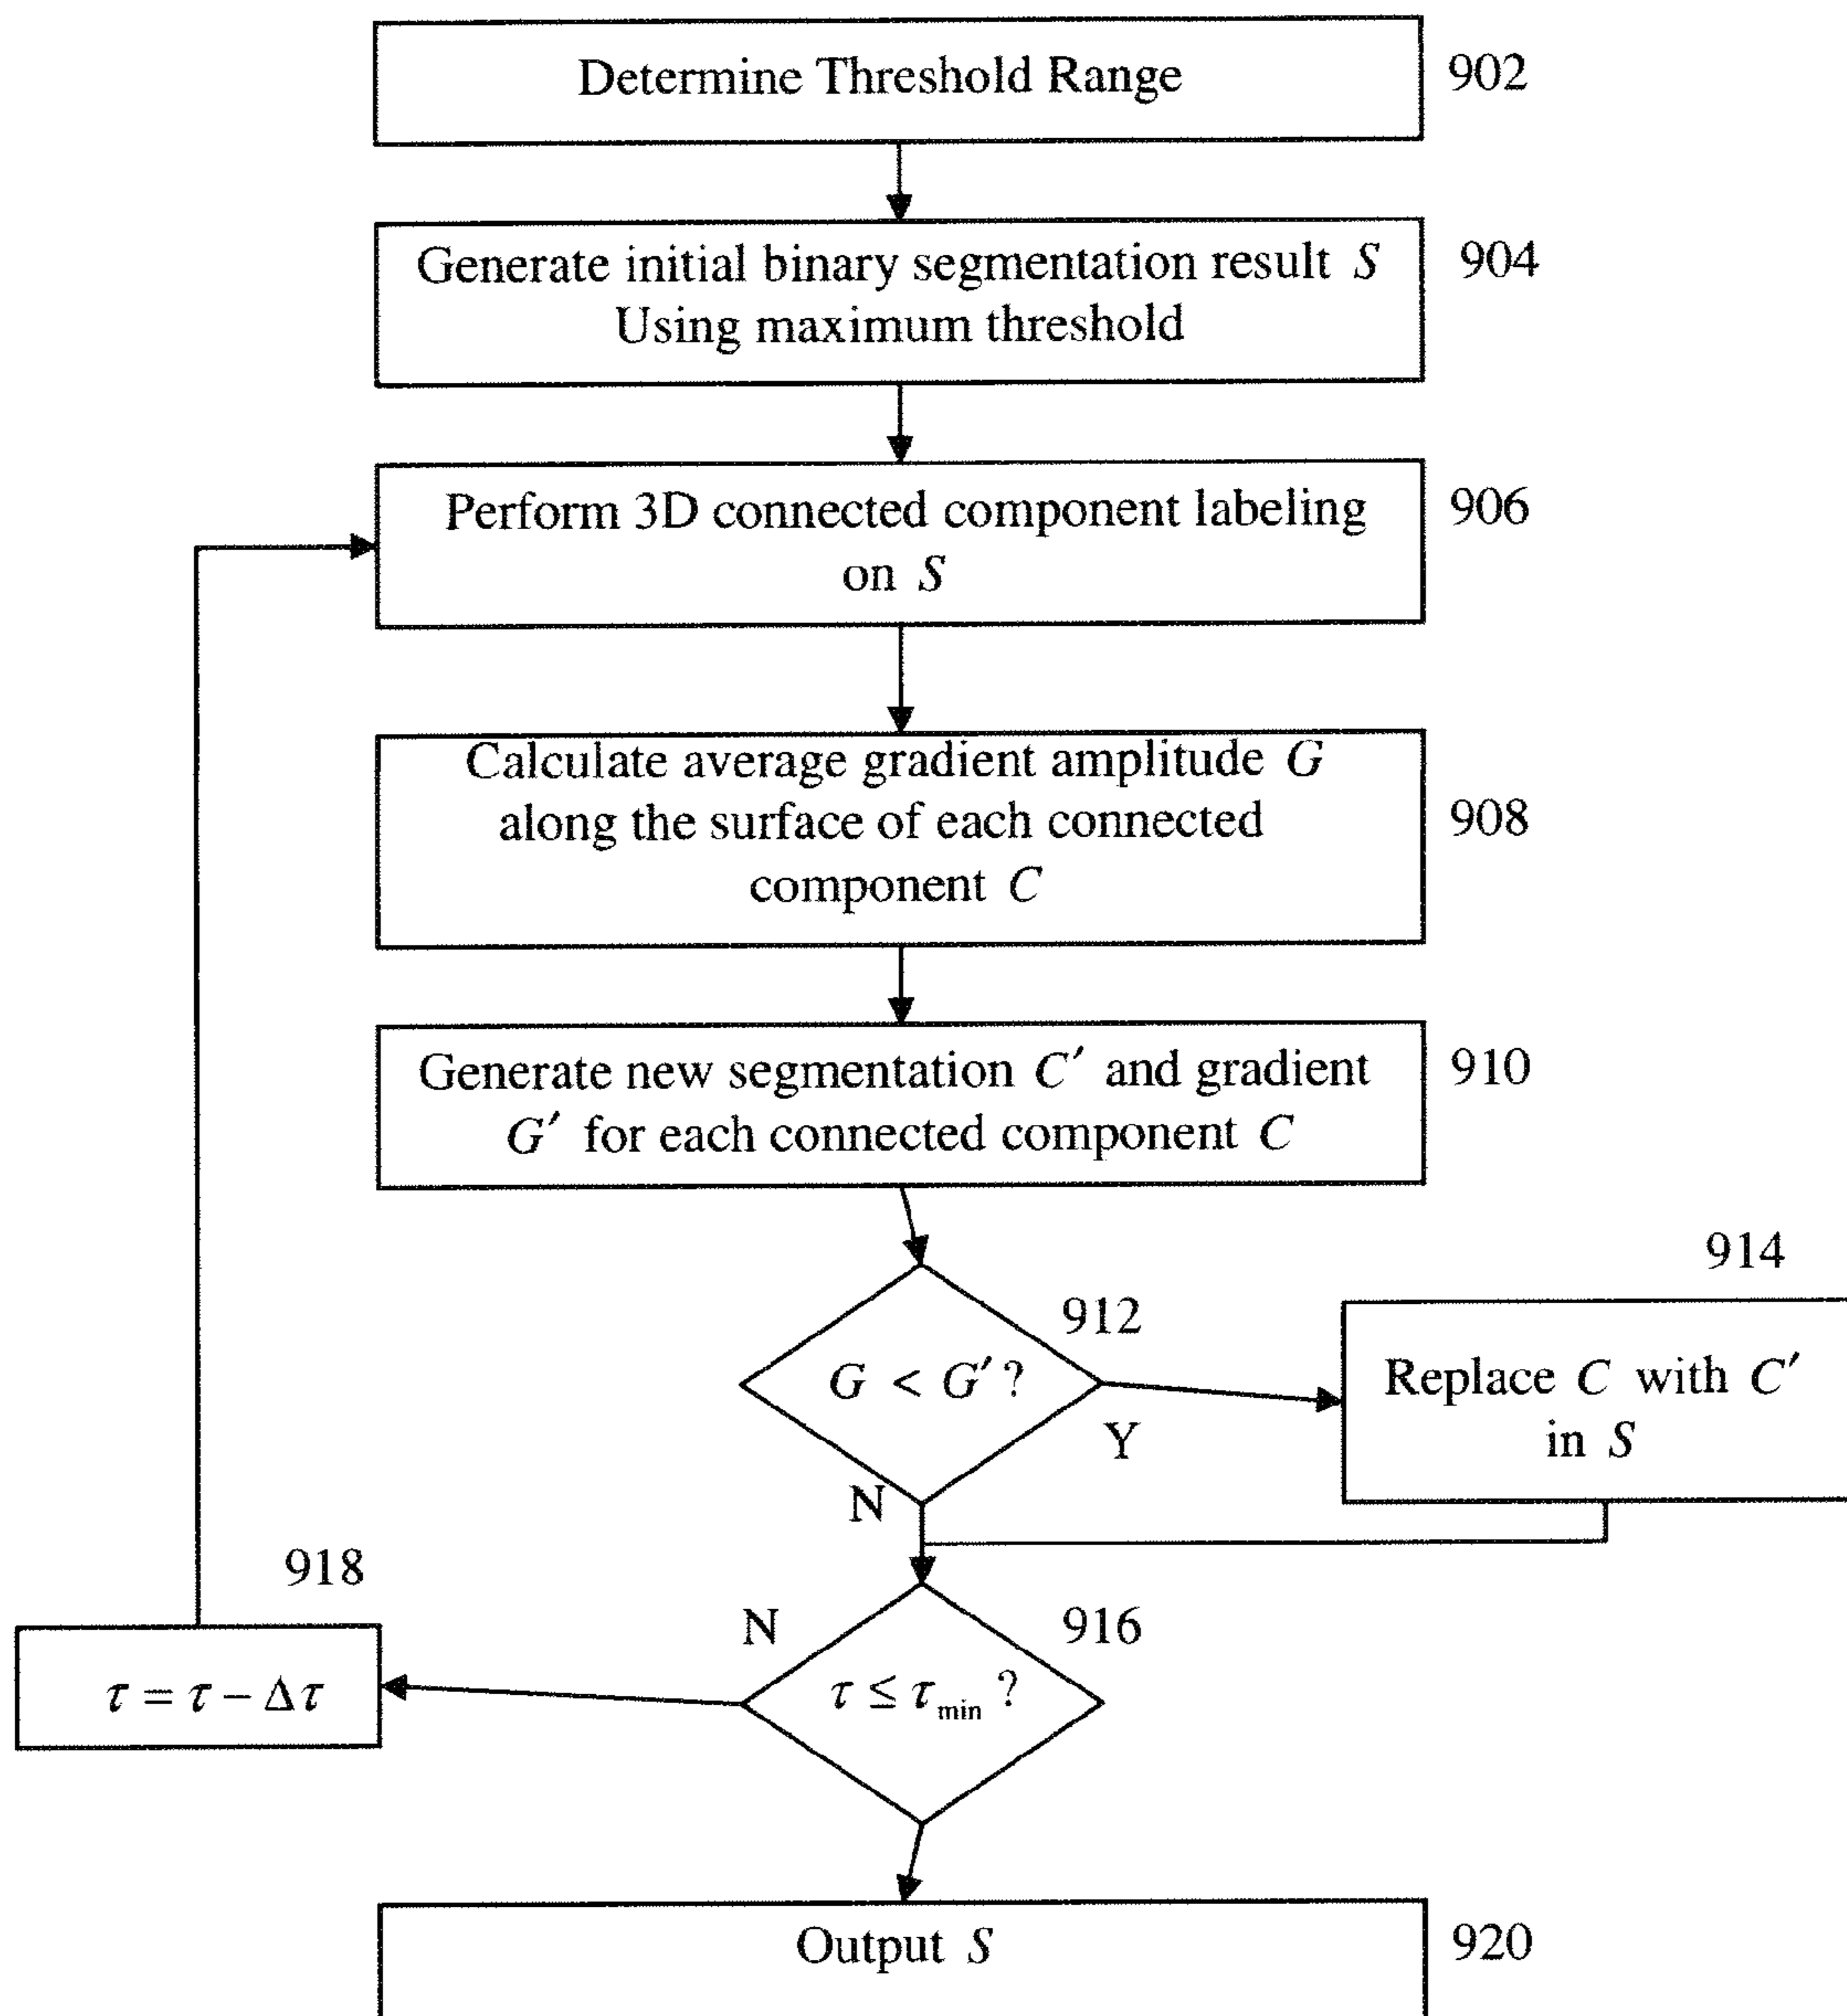 Determine Threshold Range
902
Generate initial binary segmentation result S
Using maximum threshold
904
Perform 3D connected component labeling
on S
906
Calculate average gradient amplitude G
along the surface of each connected
component C
908
Generate new segmentation C′ and gradient
G′ for each connected component C
910
912
G < G′ ?
Y
N
914
Replace C with C′
in S
916
τ ≤ τmin ?
N
918
τ = τ − Δτ
Output S
920